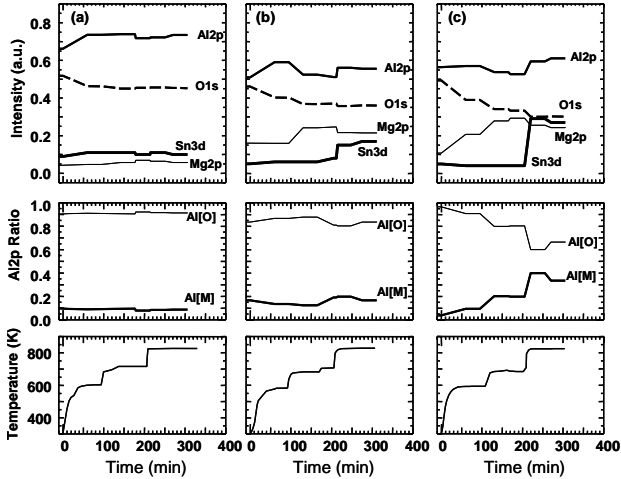 (a) (b) (c)
Intensity (a.u.)
0.8
0.6
0.4
0.2
0.0
Al2p
O1s
Sn3d
Mg2p
Al2p
O1s
Mg2p
Sn3d
Al2p
O1s
Mg2p
Sn3d
Al2p Ratio
1.0
0.8
0.6
0.4
0.2
0.0
Al[O]
Al[M]
Al[O]
Al[M]
Al[O]
Al[M]
Temperature (K)
800
600
400
0 100 200 300 400 0 100 200 300 400 0 100 200 300 400
Time (min) Time (min) Time (min)